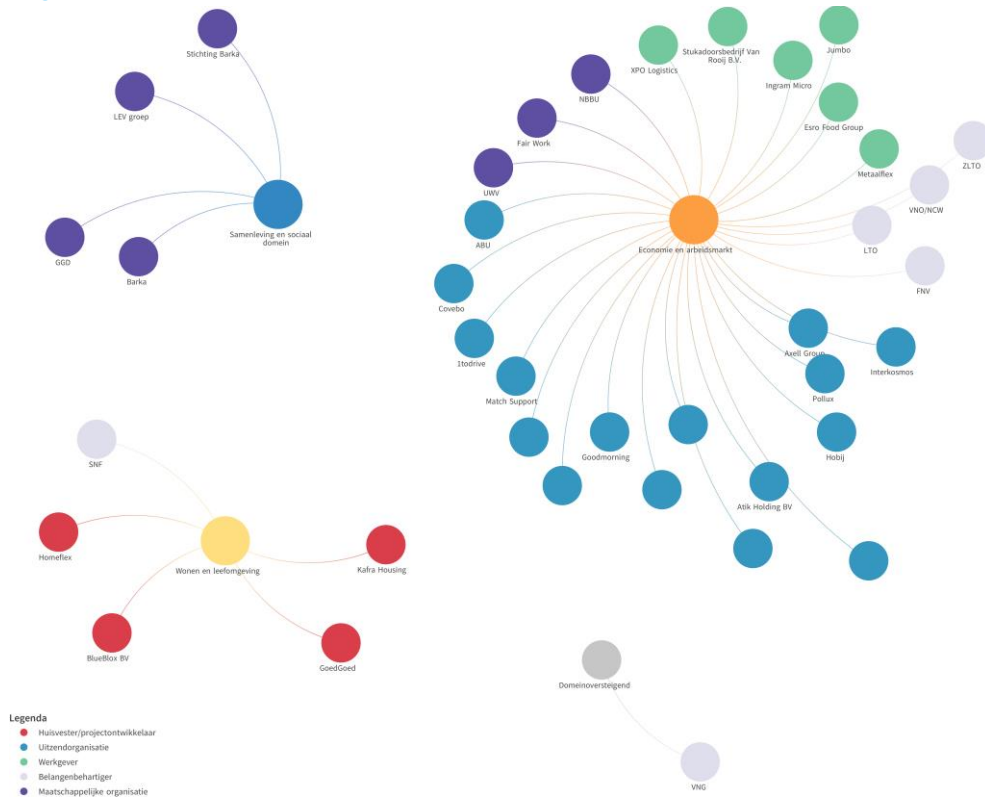 Stichting Barka
LEV groep
Samenleving en sociaal
domein
GGD
Barka
Jumbo
Stukadoorsbedrijf Van
Rooij B.V.
XPO Logistics
Ingram Micro
NBBU
Esro Food Group
Fair Work
ZLTO
Metaalflex
UWV
VNO/NCW
ABU
Economie en arbeidsmarkt
LTO
FNV
Covebo
1todrive
Axell Group
Interkosmos
Match Support
Pollux
Goodmorning
Hobij
Atik Holding BV
SNF
Homeflex
Wonen en leefomgeving
Kafra Housing
BlueBlox BV
GoedGoed
Domeinoversteigend
VNG
Legenda
Huisvester/projectontwikkelaar
Uitzendorganisatie
Werkgever
Belangenbehartiger
Maatschappelijke organisatie